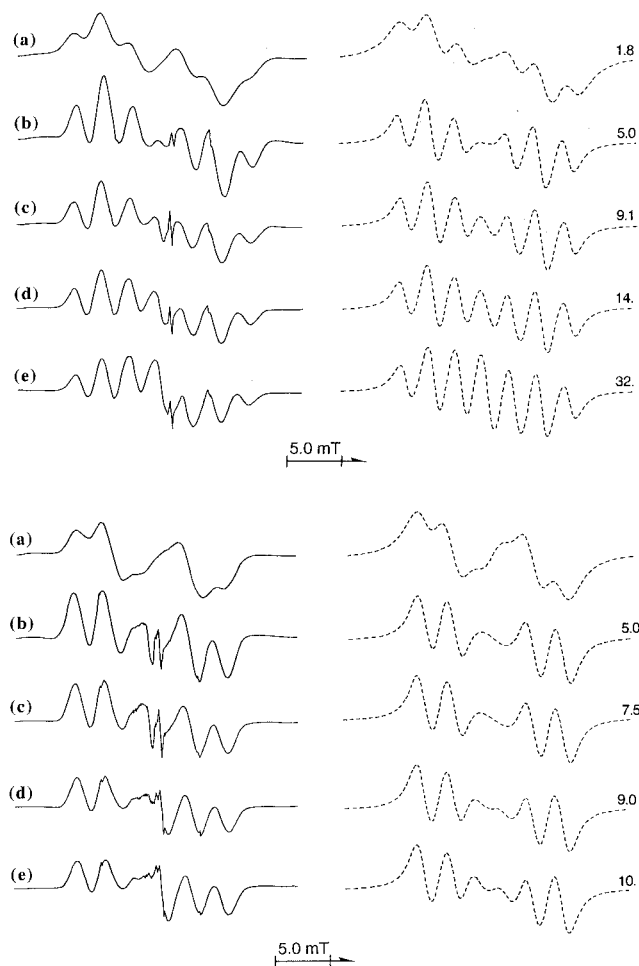 (a) 1.8
(b) 5.0
(c) 9.1
(d) 14.
(e) 32.
5.0 mT
(a)
(b) 5.0
(c) 7.5
(d) 9.0
(e) 10.
5.0 mT